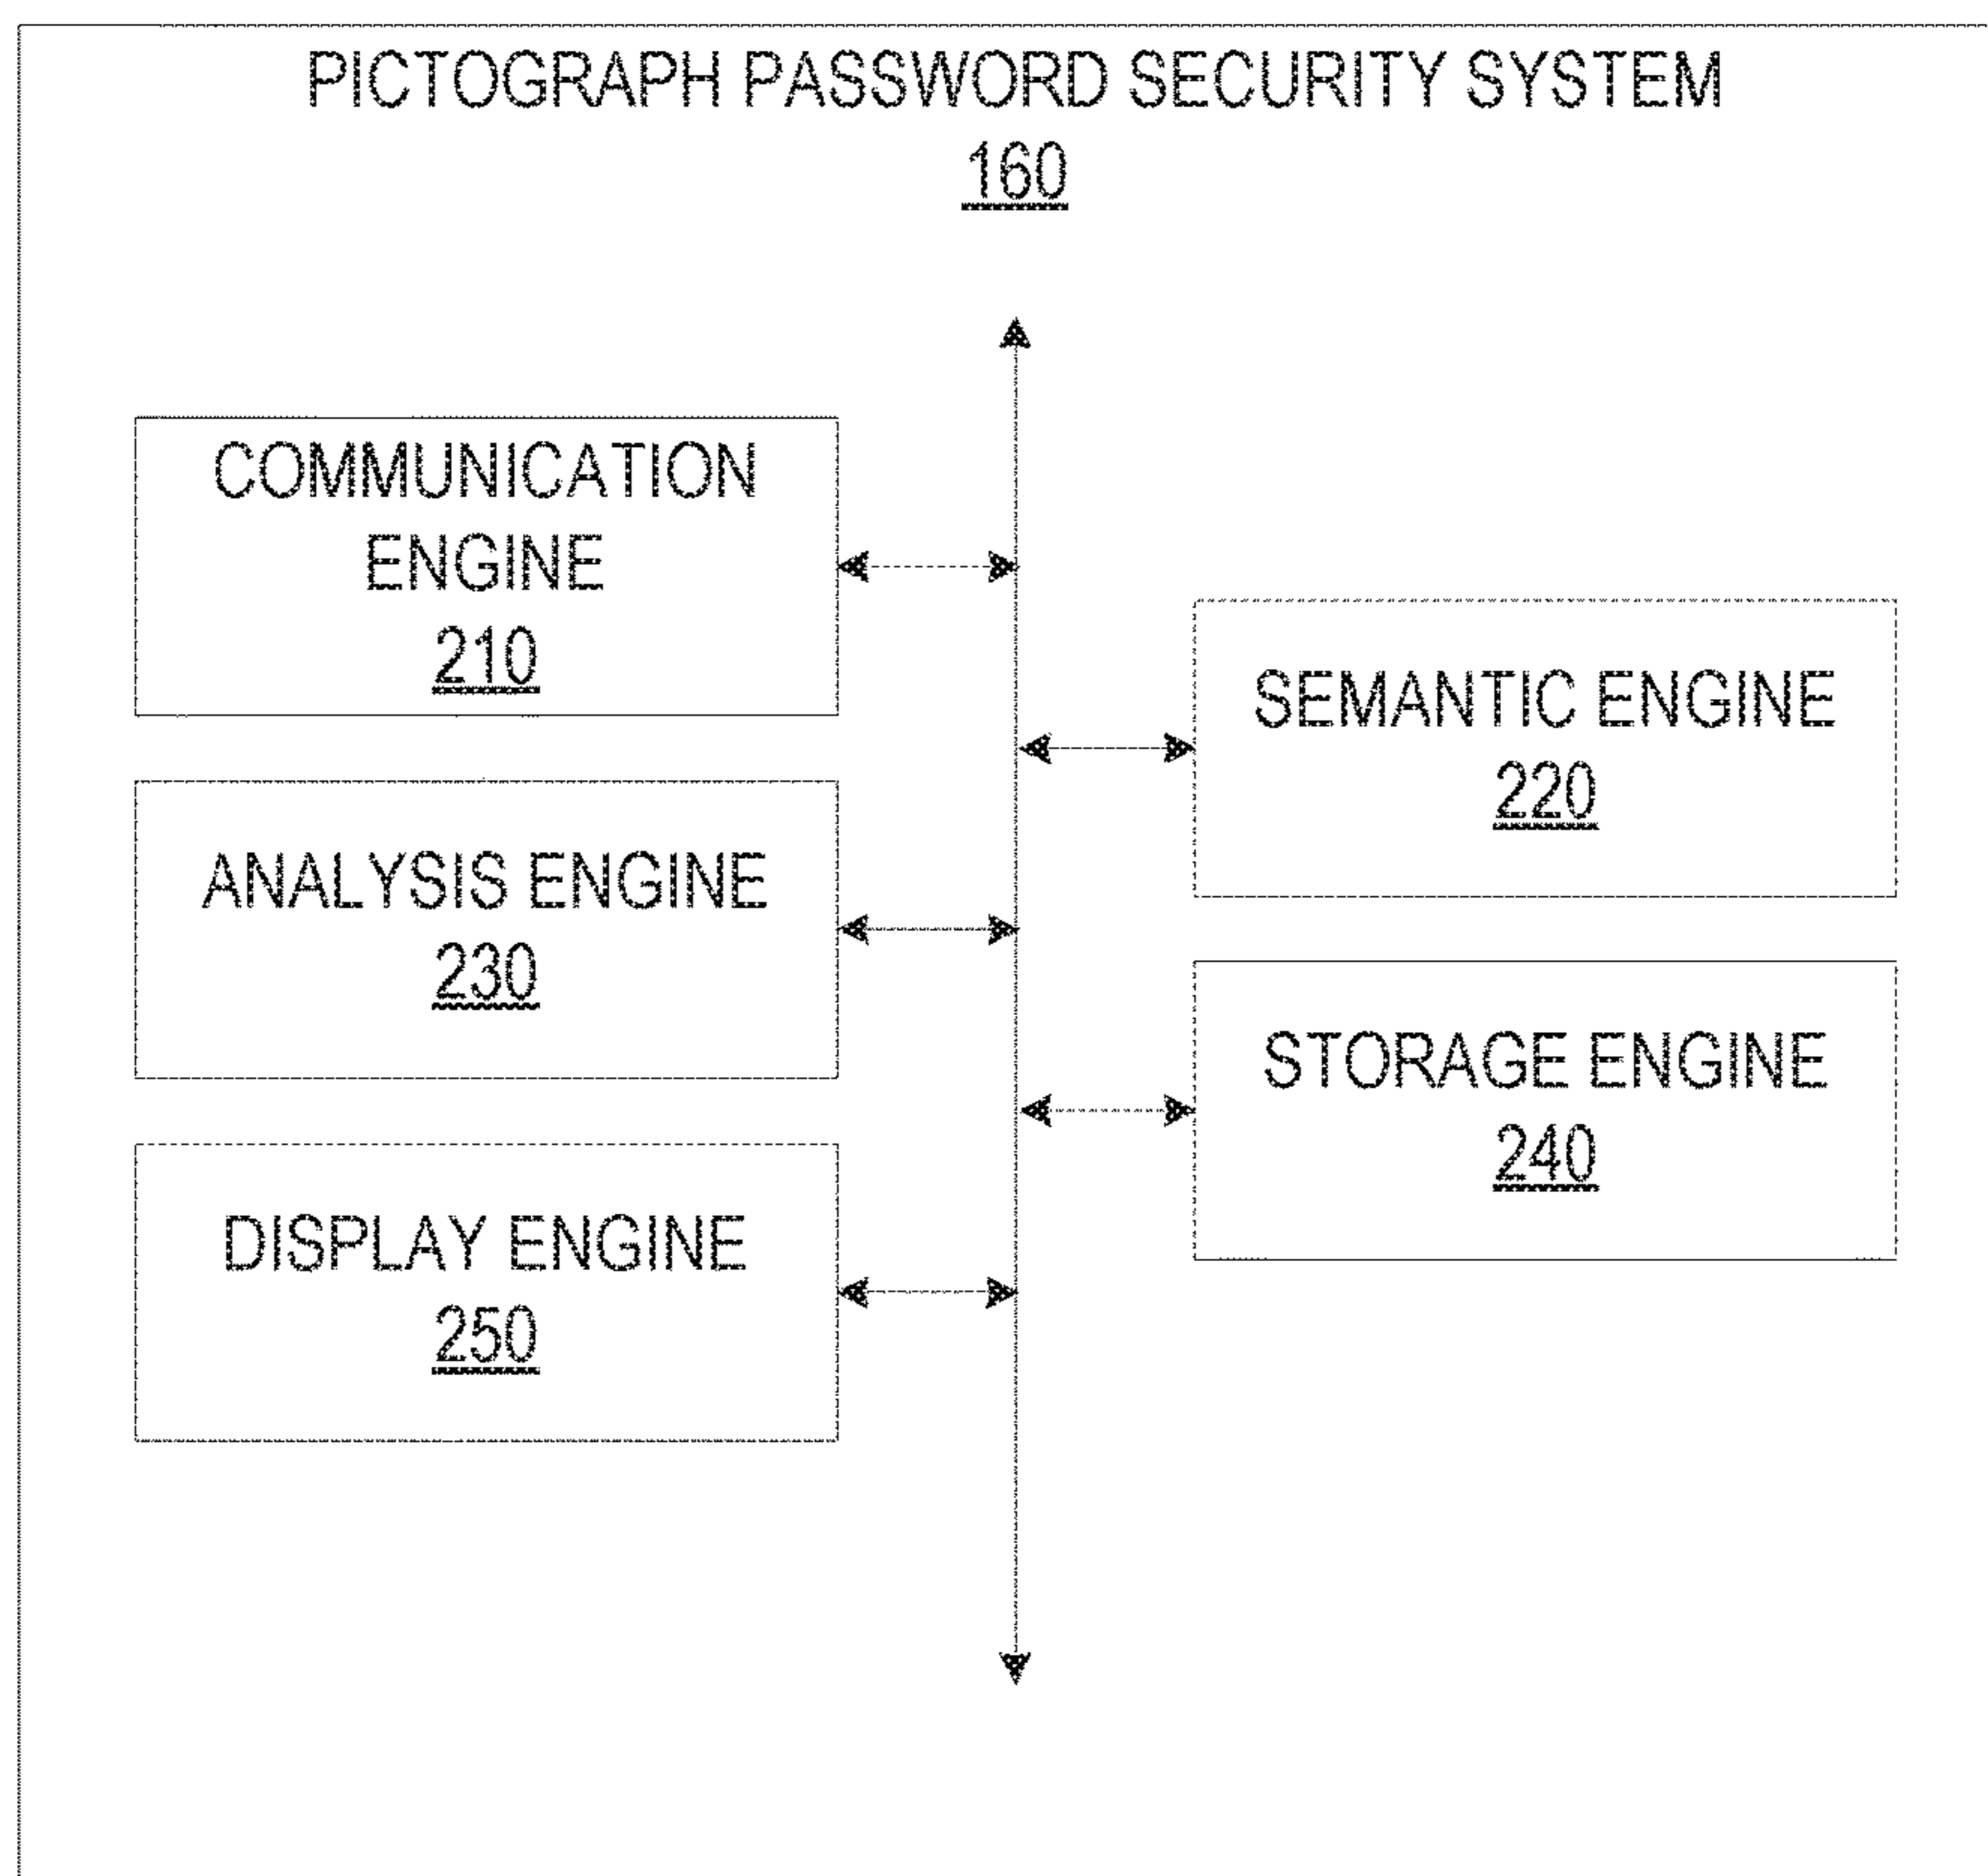 PICTOGRAPH PASSWORD SECURITY SYSTEM
160
COMMUNICATION
ENGINE
210
SEMANTIC ENGINE
220
ANALYSIS ENGINE
230
STORAGE ENGINE
240
DISPLAY ENGINE
250